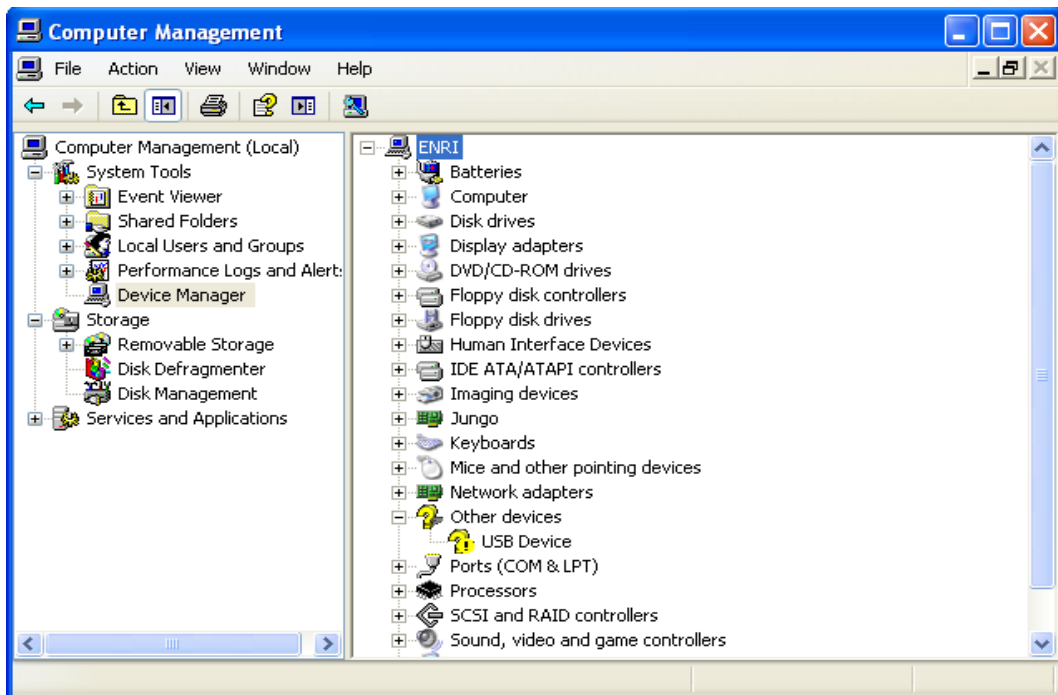 Computer Management
File Action View Window Help
Computer Management (Local)
System Tools
Event Viewer
Shared Folders
Local Users and Groups
Performance Logs and Alert:
Device Manager
Storage
Removable Storage
Disk Defragmenter
Disk Management
Services and Applications
ENRI
Batteries
Computer
Disk drives
Display adapters
DVD/CD-ROM drives
Floppy disk controllers
Floppy disk drives
Human Interface Devices
IDE ATA/ATAPI controllers
Imaging devices
Jungo
Keyboards
Mice and other pointing devices
Network adapters
Other devices
USB Device
Ports (COM & LPT)
Processors
SCSI and RAID controllers
Sound, video and game controllers